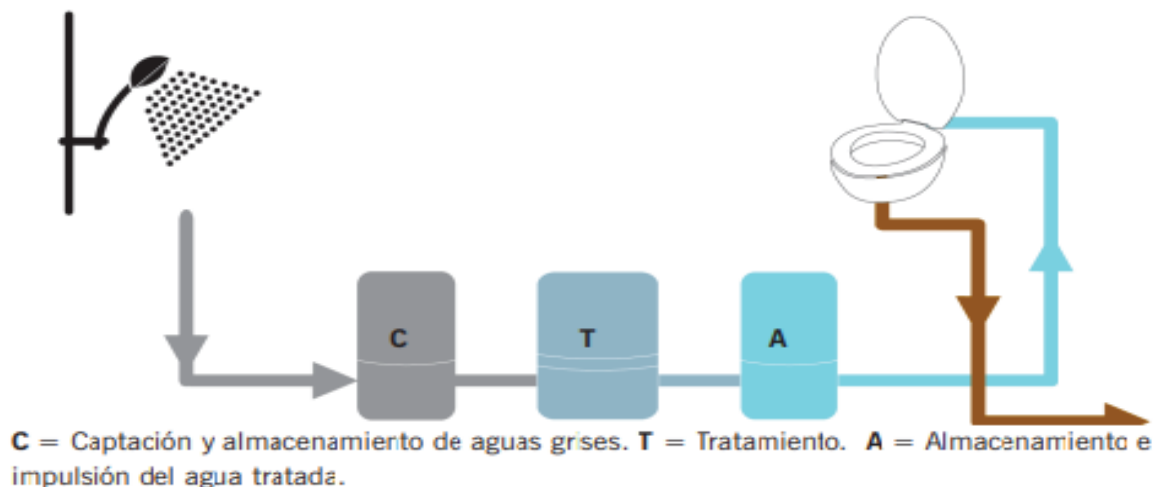 C
T
A
C = Captación y almacenamiento de aguas grises. T = Tratamiento. A = Almacenamiento e
impulsión del agua tratada.